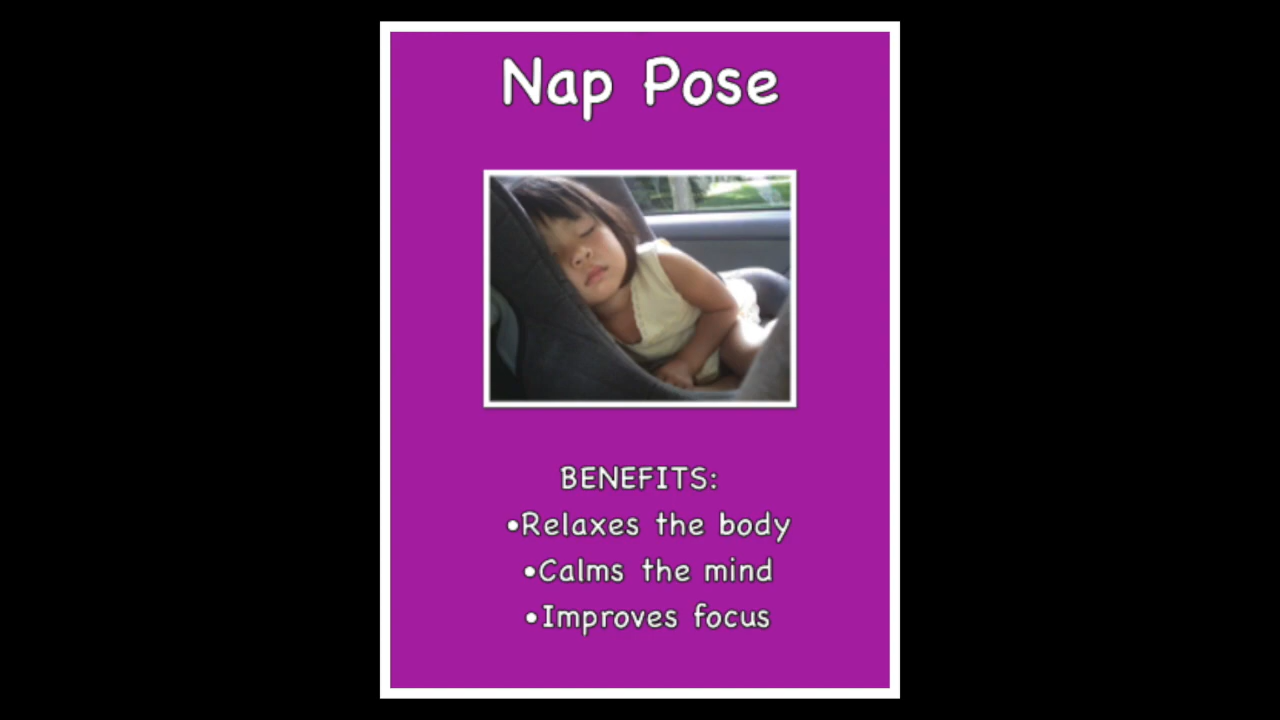 Nap Pose
BENEFITS:
•Relaxes the body
•Calms the mind
•Improves focus